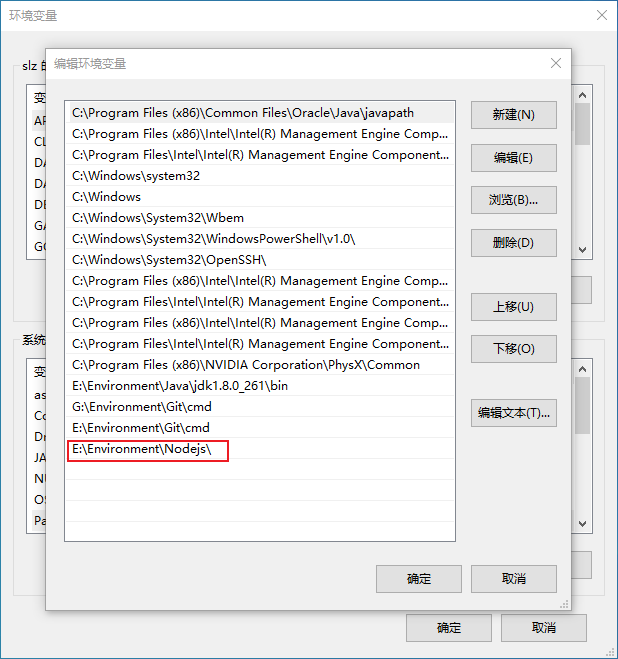 环境变量
编辑环境变量
slz 的
变
AP
CL
DA
DA
DE
GA
GO
系统
变
as
Co
Dr
JA
NU
OS
Pa
C:\Program Files (x86)\Common Files\Oracle\Java\javapath
C:\Program Files (x86)\Intel\Intel(R) Management Engine Comp...
C:\Program Files\Intel\Intel(R) Management Engine Component...
C:\Windows\system32
C:\Windows
C:\Windows\System32\Wbem
C:\Windows\System32\WindowsPowerShell\v1.0\
C:\Windows\System32\OpenSSH\
C:\Program Files (x86)\Intel\Intel(R) Management Engine Comp...
C:\Program Files\Intel\Intel(R) Management Engine Component...
C:\Program Files (x86)\Intel\Intel(R) Management Engine Comp...
C:\Program Files\Intel\Intel(R) Management Engine Component...
C:\Program Files (x86)\NVIDIA Corporation\PhysX\Common
E:\Environment\Java\jdk1.8.0_261\bin
G:\Environment\Git\cmd
E:\Environment\Git\cmd
E:\Environment\Nodejs\
新建(N)
编辑(E)
浏览(B)...
删除(D)
上移(U)
下移(O)
编辑文本(T)...
确定
取消
确定
取消